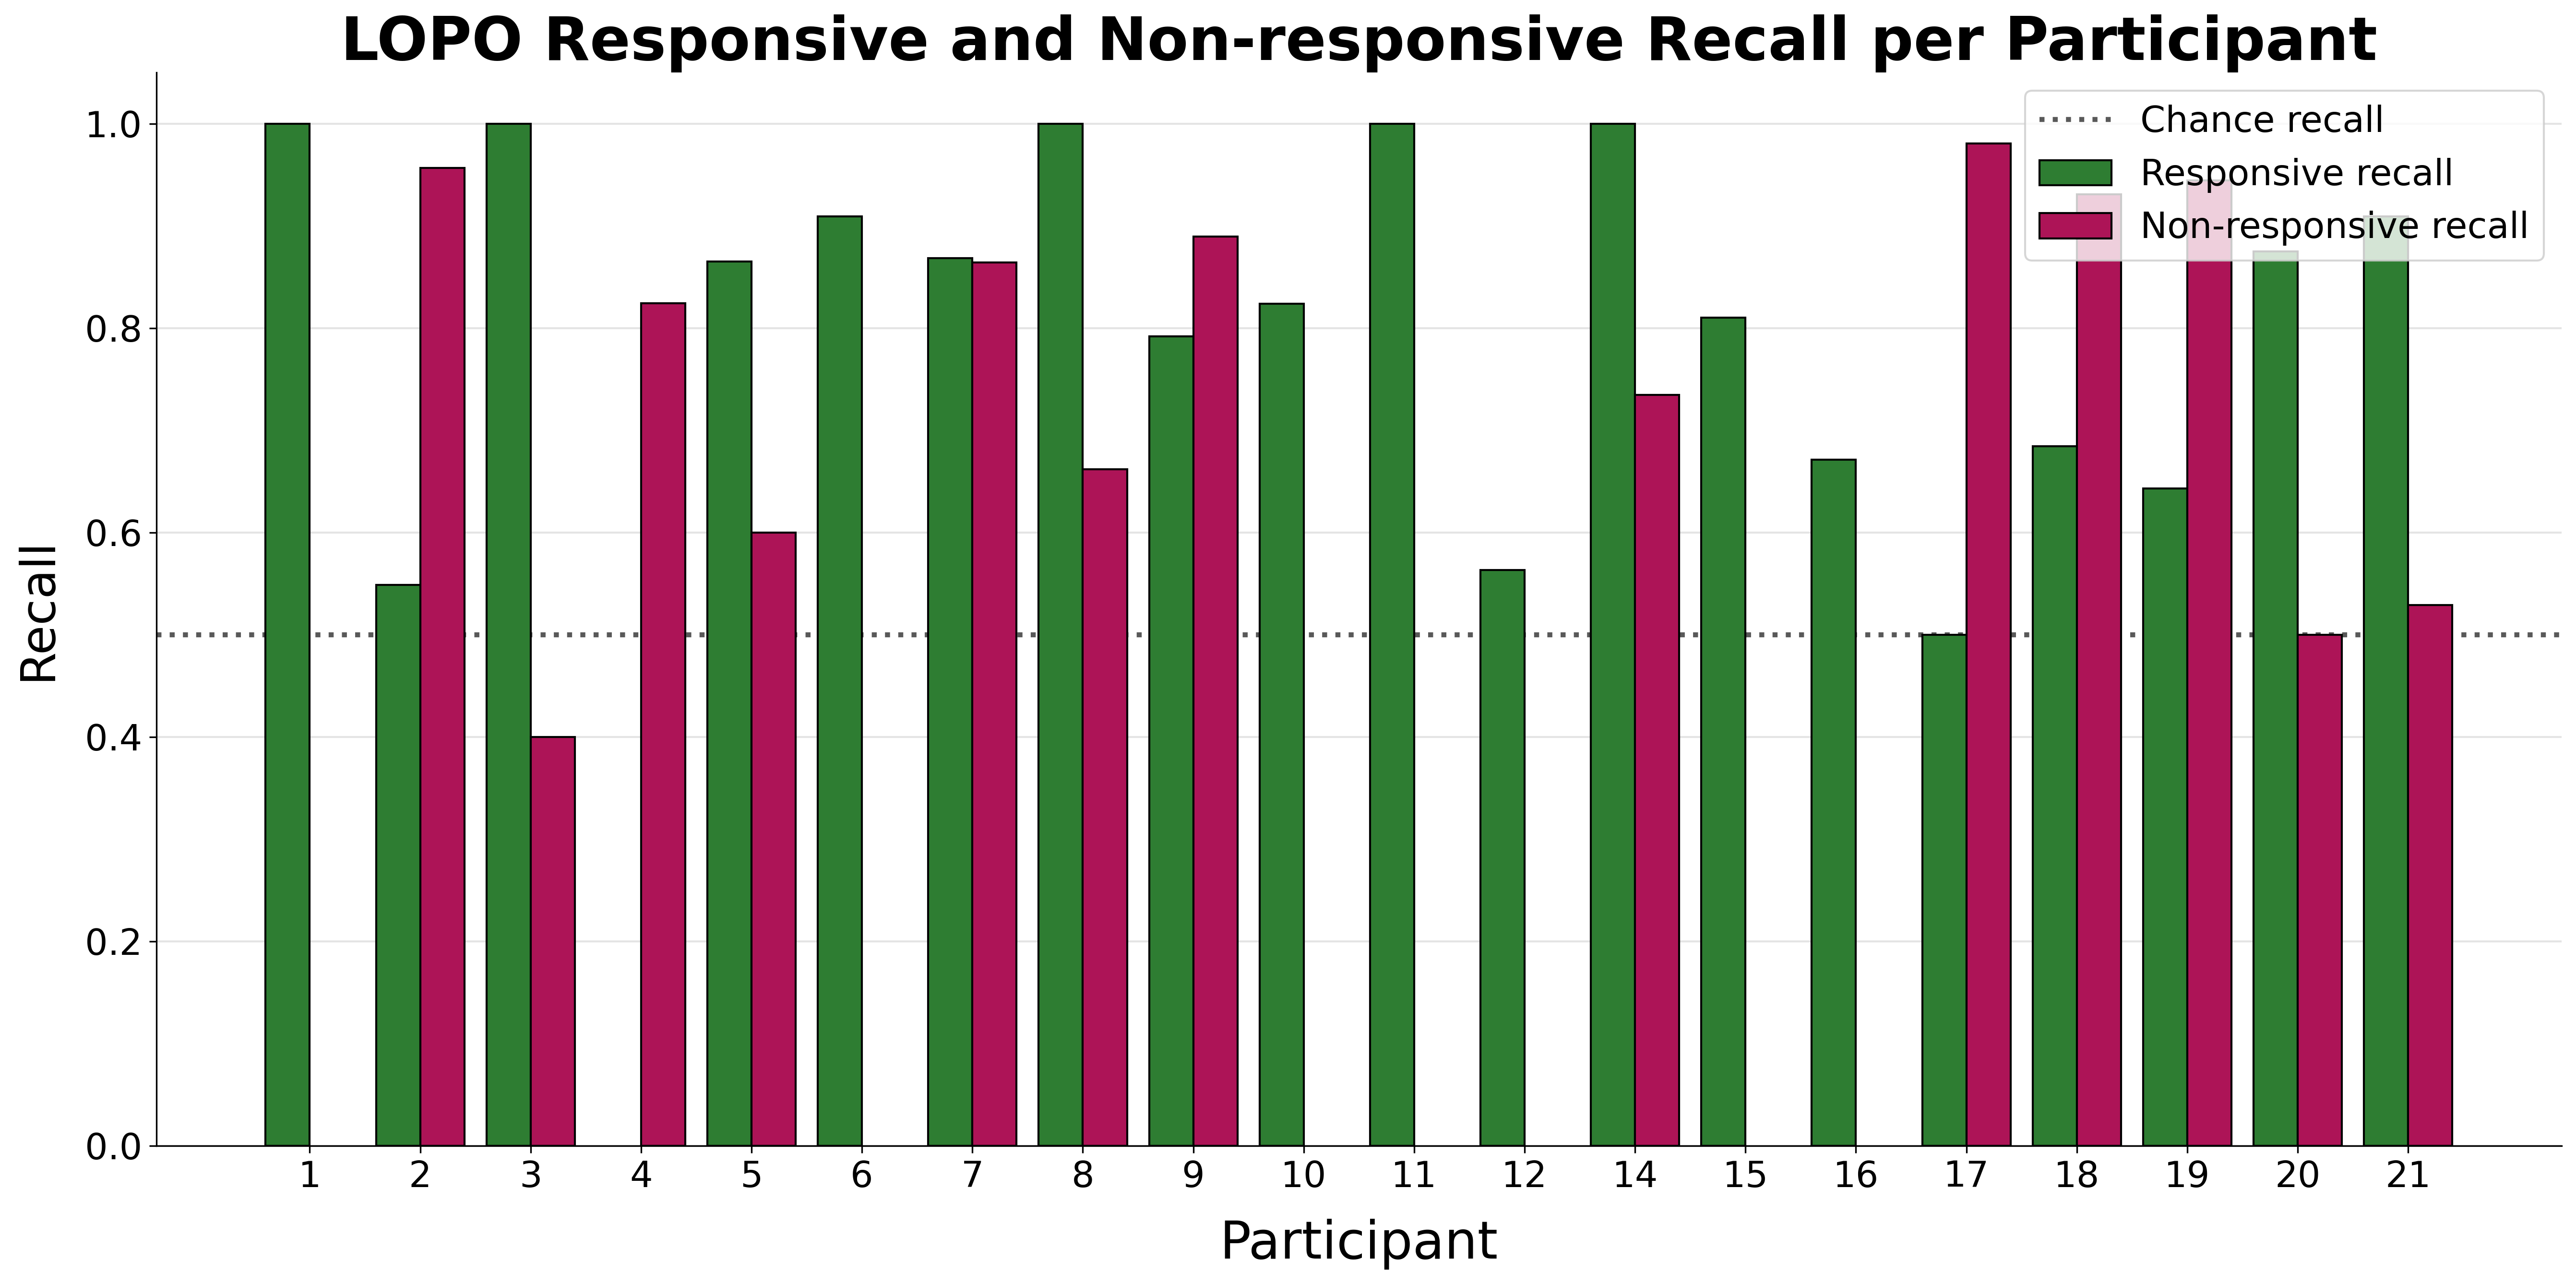 LOPO Responsive and Non-responsive Recall per Participant
Chance recall
Responsive recall
Non-responsive recall
1.0
0.8
0.6
0.4
0.2
0.0
Recall
1 2 3 4 5 6 7 8 9 10 11 12 14 15 16 17 18 19 20 21
Participant